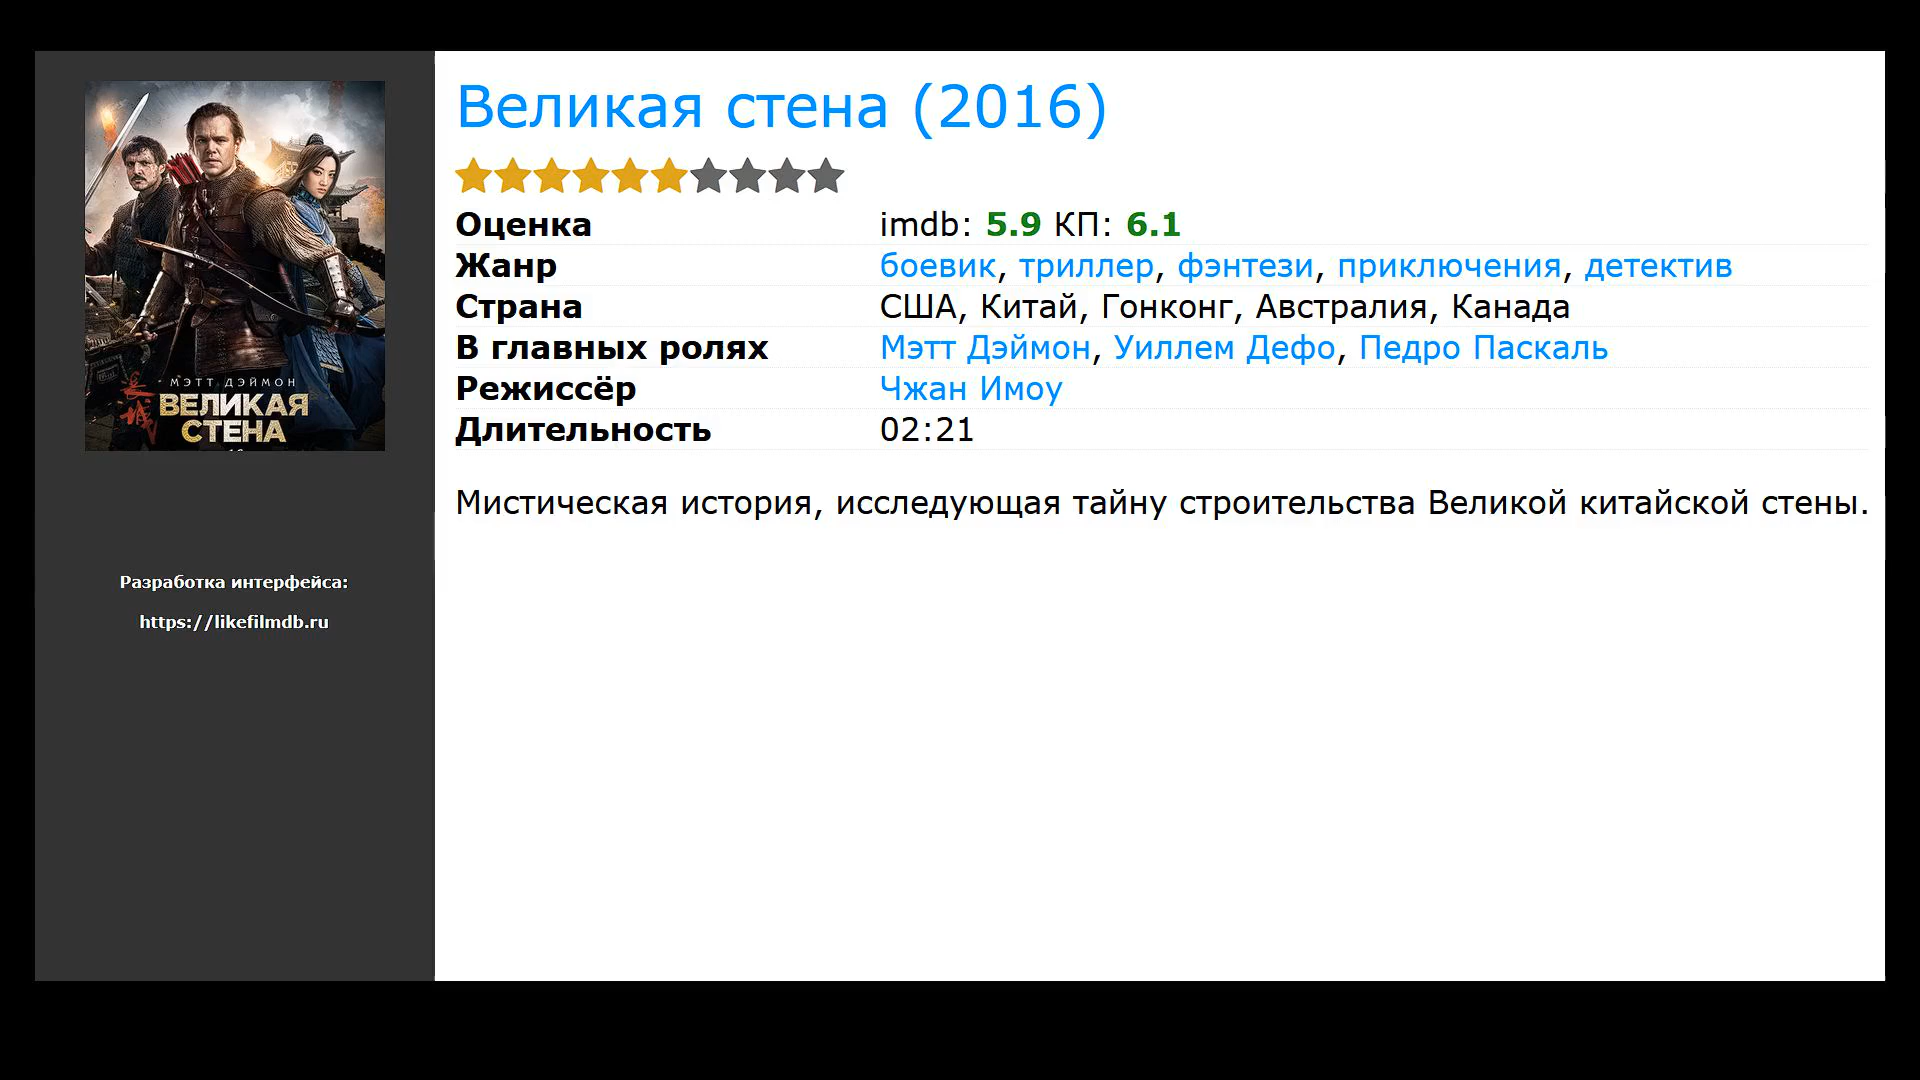 - МЭТТ ДЭЙМОН
长城
ВЕЛИКАЯ
СТЕНА
Разработка интерфейса:
https://likefilmdb.ru
Великая стена (2016)
Оценка imdb: 5.9 КП: 6.1
Жанр боевик, триллер, фэнтези, приключения, детектив
Страна США, Китай, Гонконг, Австралия, Канада
В главных ролях Мэтт Дэймон, Уиллем Дефо, Педро Паскаль
Режиссёр Чжан Имоу
Длительность 02:21
Мистическая история, исследующая тайну строительства Великой китайской стены.